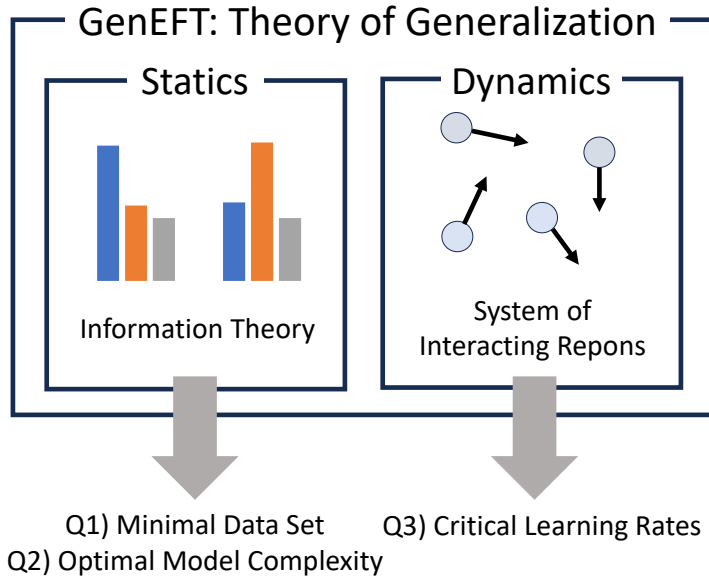 GenEFT: Theory of Generalization
Statics
Information Theory
Dynamics
System of
Interacting Repons
Q1) Minimal Data Set
Q2) Optimal Model Complexity
Q3) Critical Learning Rates